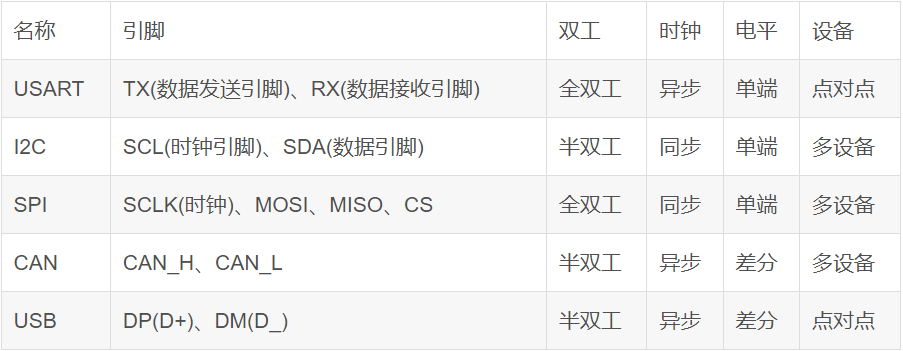 名称 引脚 双工 时钟 电平 设备
USART TX(数据发送引脚)、RX(数据接收引脚) 全双工 异步 单端 点对点
I2C SCL(时钟引脚)、SDA(数据引脚) 半双工 同步 单端 多设备
SPI SCLK(时钟)、MOSI、MISO、CS 全双工 同步 单端 多设备
CAN CAN_H、CAN_L 半双工 异步 差分 多设备
USB DP(D+)、DM(D_) 半双工 异步 差分 点对点